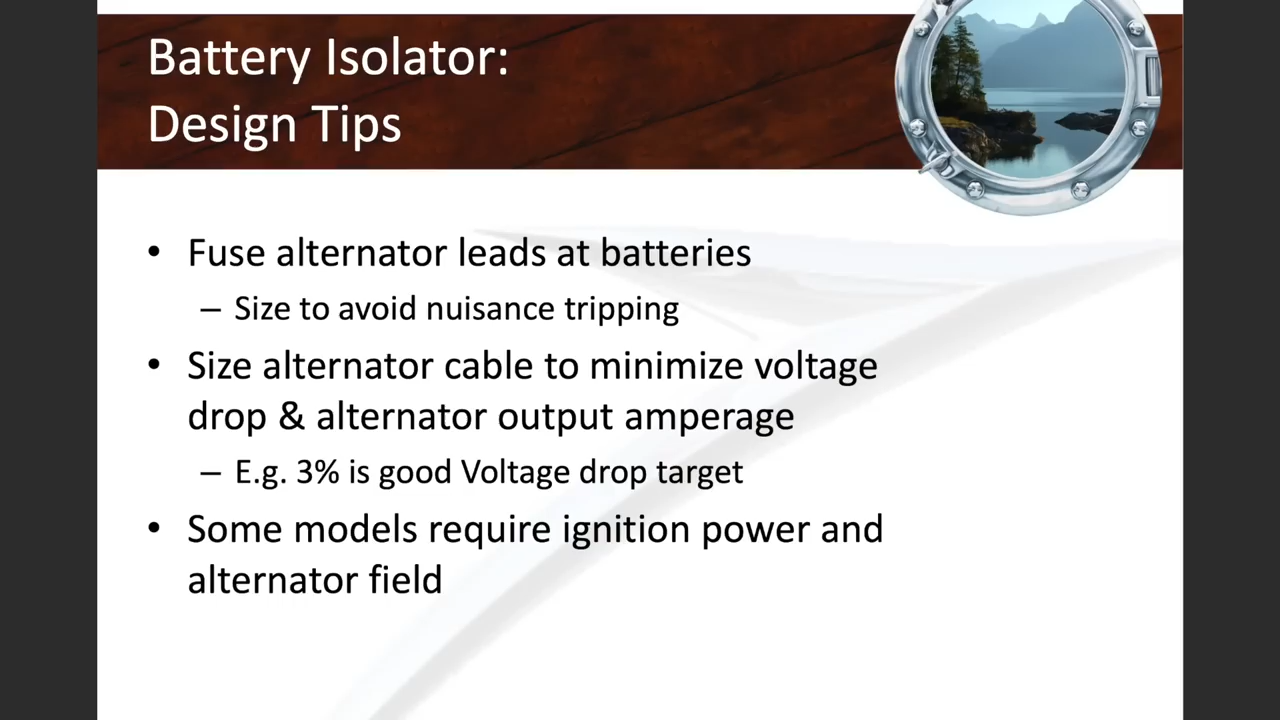 Battery Isolator:
Design Tips
• Fuse alternator leads at batteries
– Size to avoid nuisance tripping
• Size alternator cable to minimize voltage
drop & alternator output amperage
– E.g. 3% is good Voltage drop target
• Some models require ignition power and
alternator field